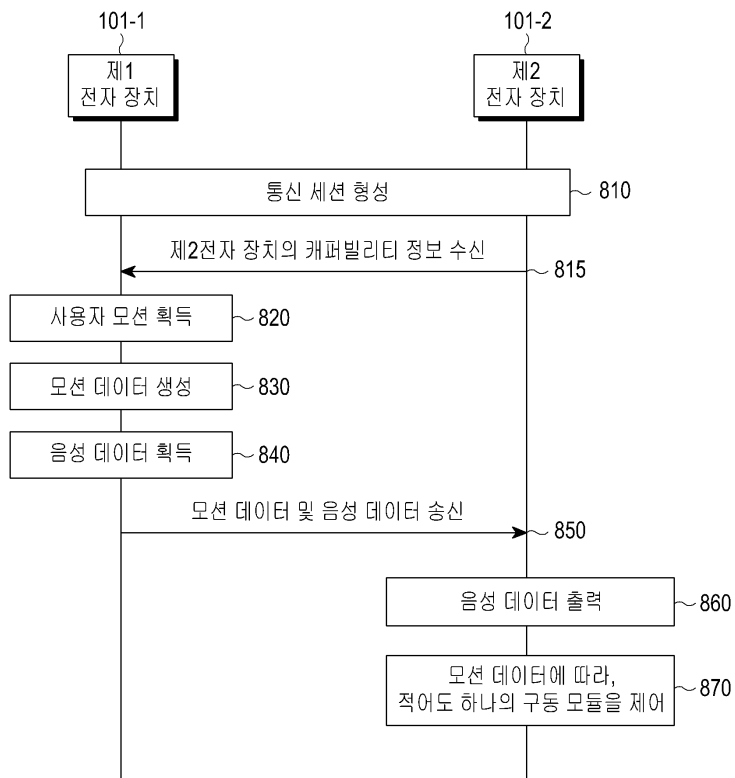 101-1
101-2
제1
전자 장치
제2
전자 장치
통신 세션 형성
810
제2전자 장치의 캐퍼빌리티 정보 수신
815
사용자 모션 획득
820
모션 데이터 생성
830
음성 데이터 획득
840
모션 데이터 및 음성 데이터 송신
850
음성 데이터 출력
860
모션 데이터에 따라,
적어도 하나의 구동 모듈을 제어
870